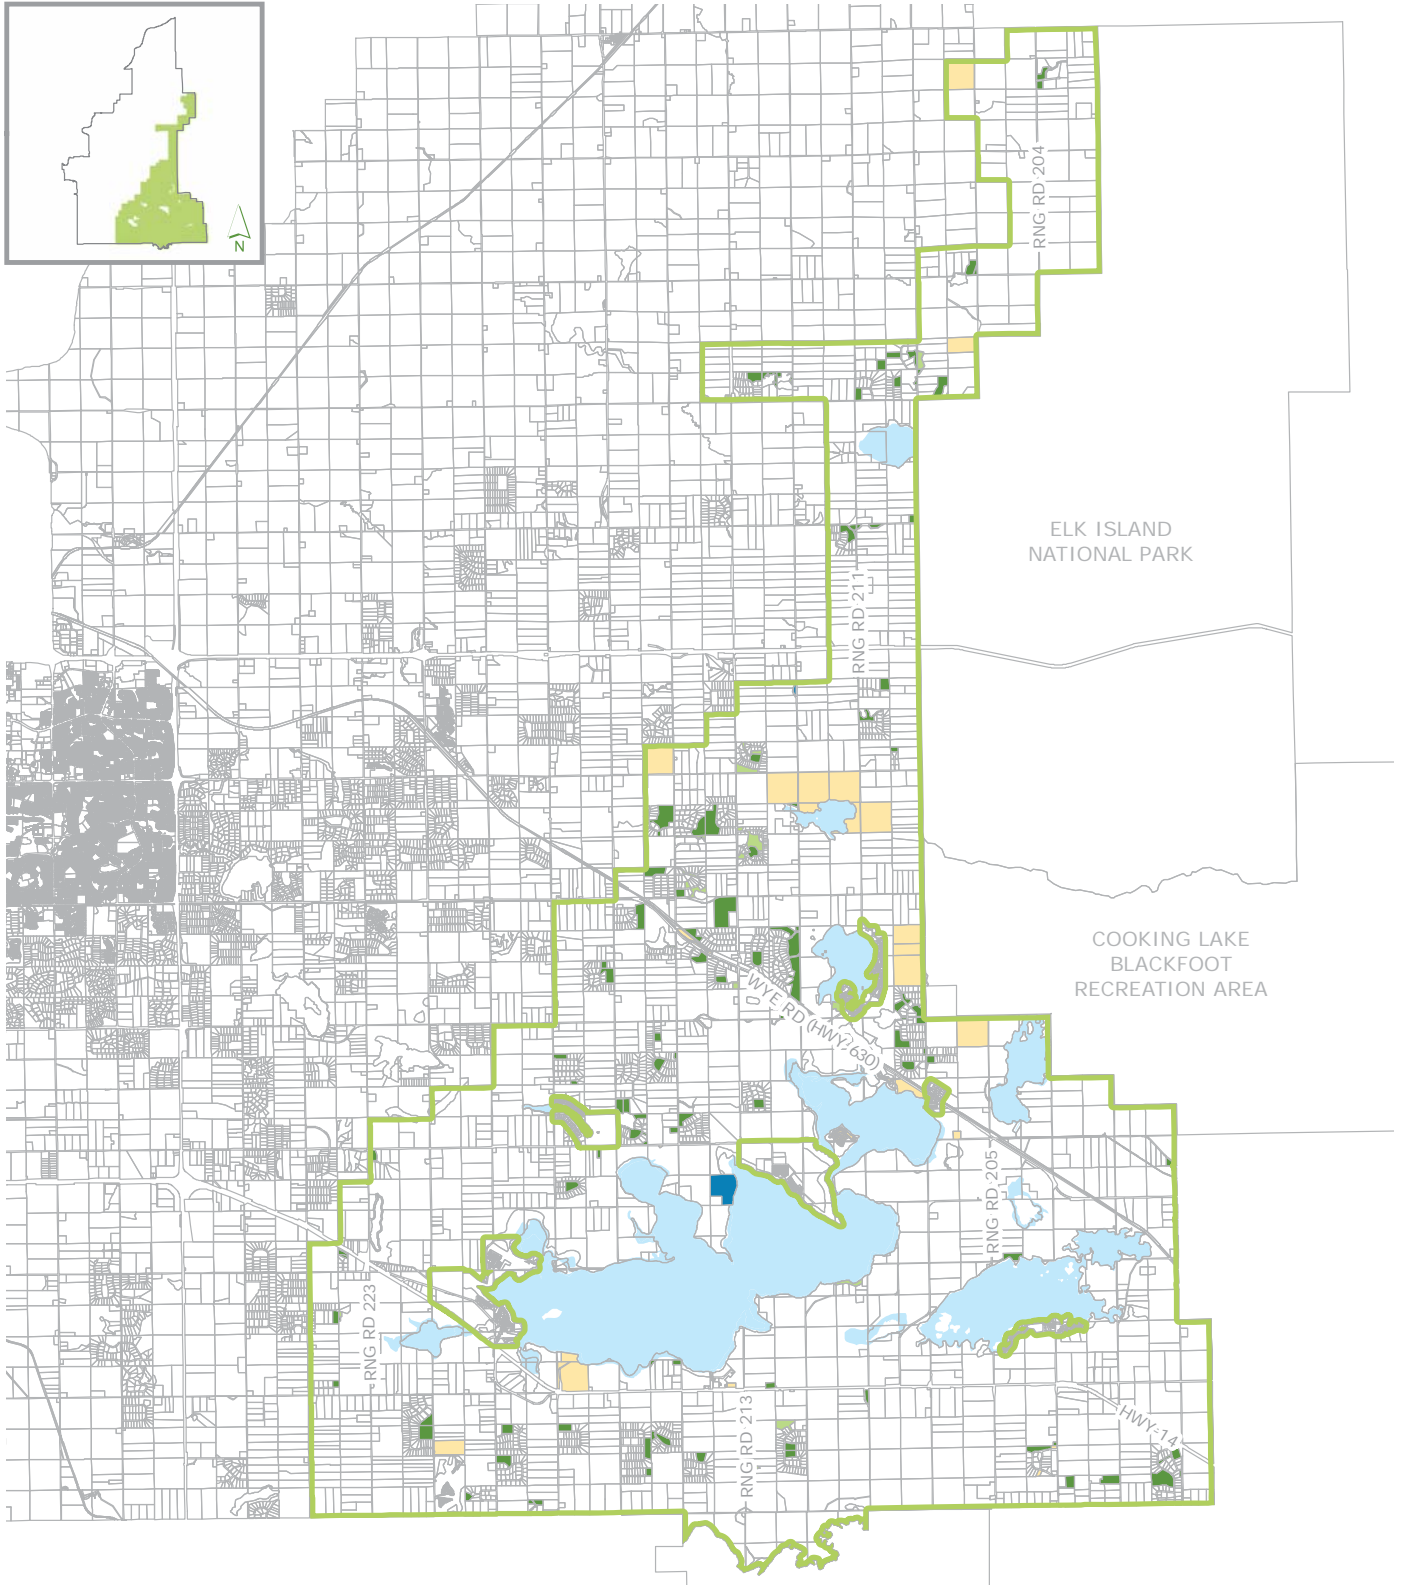 N
RNG RD 204
ELK ISLAND
NATIONAL PARK
RNG RD 211
COOKING LAKE
BLACKFOOT
RECREATION AREA
WYE RD (HWY 630)
RNG RD 205
RNG RD 223
RNG RD 213
HWY 14